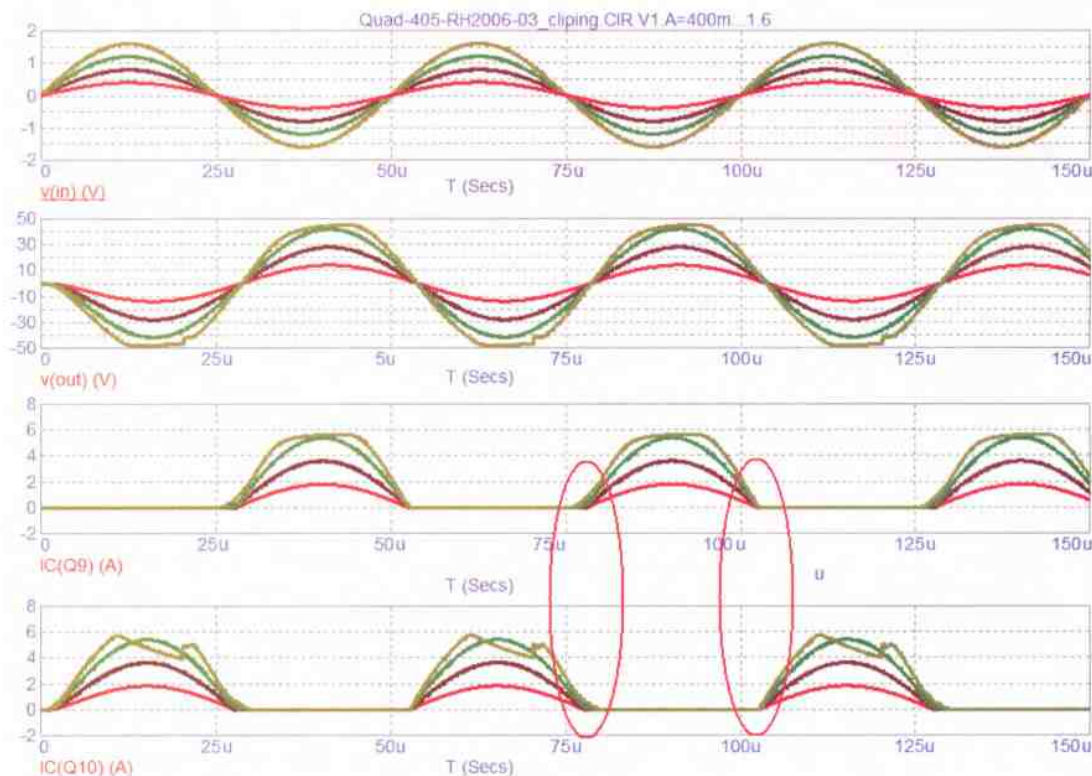 Quad-405-RH2006-03_cliping CIR V1.A=400m...1.6
2
1
0
-1
-2
0 25u 50u 75u 100u 125u 150u
v(in) (V)
T (Secs)
50
30
10
-10
-30
-50
0 25u 50u 75u 100u 125u 150u
v(out) (V)
T (Secs)
8
6
4
2
0
-2
0 25u 50u 75u 100u 125u 150u
IC(Q9) (A)
T (Secs)
u
8
6
4
2
0
-2
0 25u 50u 75u 100u 125u 150u
IC(Q10) (A)
T (Secs)